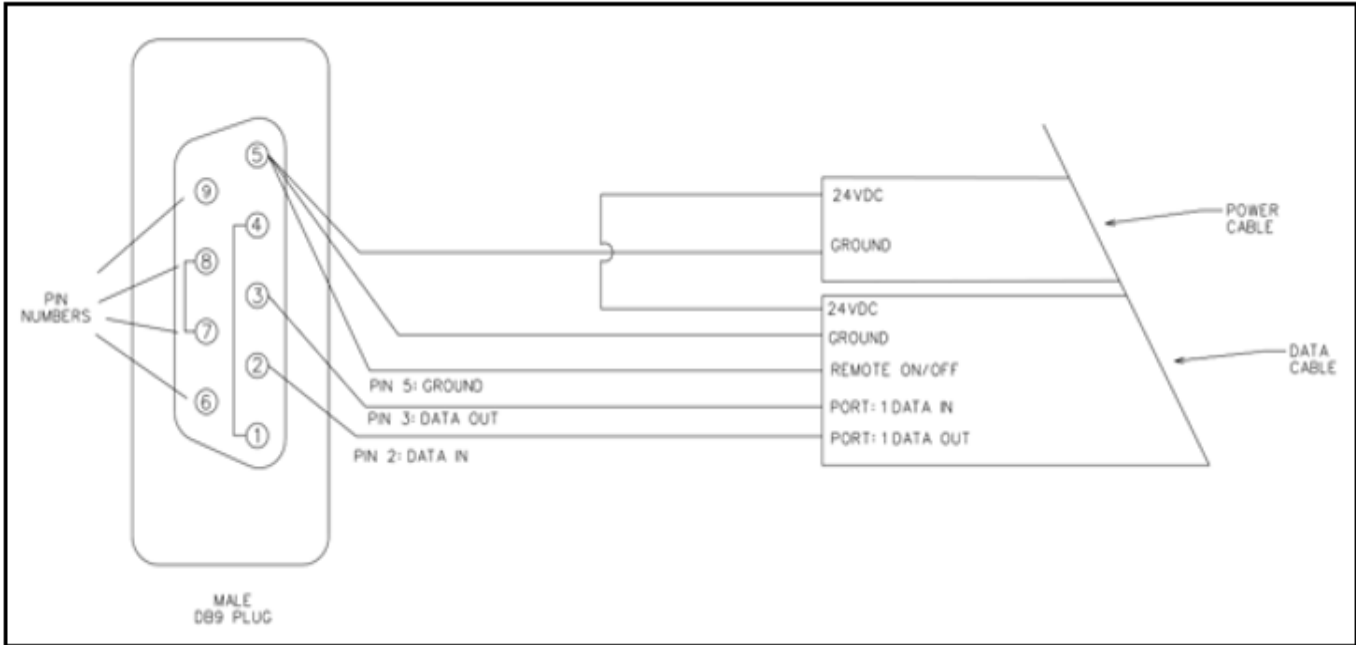 5
9
4
8
3
7
2
6
1
PIN
NUMBERS
PIN 5: GROUND
PIN 3: DATA OUT
PIN 2: DATA IN
24VDC
GROUND
24VDC
GROUND
REMOTE ON/OFF
PORT: 1 DATA IN
PORT: 1 DATA OUT
POWER
CABLE
DATA
CABLE
MALE
DB9 PLUG